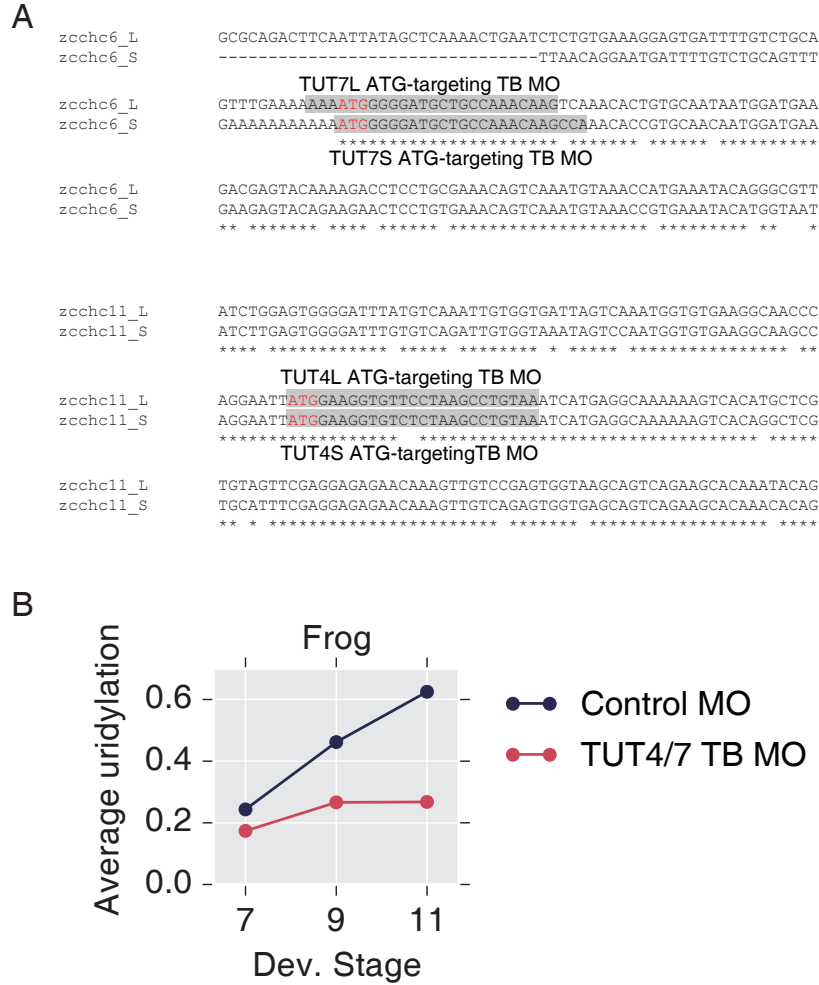 A
zcchc6_L GCGCAGACTTCAATTATAGCTCAAAACTGAATCTCTGTGAAAGGAGTGATTTTGTCTGCA
zcchc6_S -----------------------------TTAACAGGAATGATTTTGTCTGCAGTTT
TUT7L ATG-targeting TB MO
zcchc6_L GTTTGAAAAAAAATGGGGGATGCTGCCAAACAAGTCAAACACTGTGCAATAATGGATGAA
zcchc6_S GAAAAAAAAAAATGGGGGATGCTGCCAAACAAGCCAAACACCGTGCAACAATGGATGAA
********************* ****** ***** **********
TUT7S ATG-targeting TB MO
zcchc6_L GACGAGTACAAAAGACCTCCTGCGAAACAGTCAAATGTAAACCATGAAATACAGGGCGTT
zcchc6_S GAAGAGTACAGAAGAACTCCTGTGAAACAGTCAAATGTAAACCGTGAAATACATGGTAAT
** ******* **** ****** ******************** ********* ** *
zcchc11_L ATCTGGAGTGGGGATTTATGTCAAATTGTGGTGATTAGTCAAATGGTGTGAAGGCAACCC
zcchc11_S ATCTTGAGTGGGGATTTGTGTCAGATTGTGGTAAATAGTCCAATGGTGTGAAGGCAAGCC
**** ************ ***** ******** * ***** **************** **
TUT4L ATG-targeting TB MO
zcchc11_L AGGAATTATGGAAGGTGTTCCTAAGCCTGTAAATCATGAGGCAAAAAAGTCACATGCTCG
zcchc11_S AGGAATTATGGAAGGTGTCTCTAAGCCTGTAAATCATGAGGCAAAAAAGTCACAGGCTCG
****************** ********************************** *****
TUT4S ATG-targetingTB MO
zcchc11_L TGTAGTTCGAGGAGAGAACAAAGTTGTCCGAGTGGTAAGCAGTCAGAAGCACAAATACAG
zcchc11_S TGCATTTCGAGGAGAGAACAAAGTTGTCAGAGTGGTGAGCAGTCAGAAGCACAAACACAG
** * *********************** ******* ****************** ****
B
Frog
Average uridylation
0.6
0.4
0.2
0.0
7 9 11
Dev. Stage
Control MO
TUT4/7 TB MO